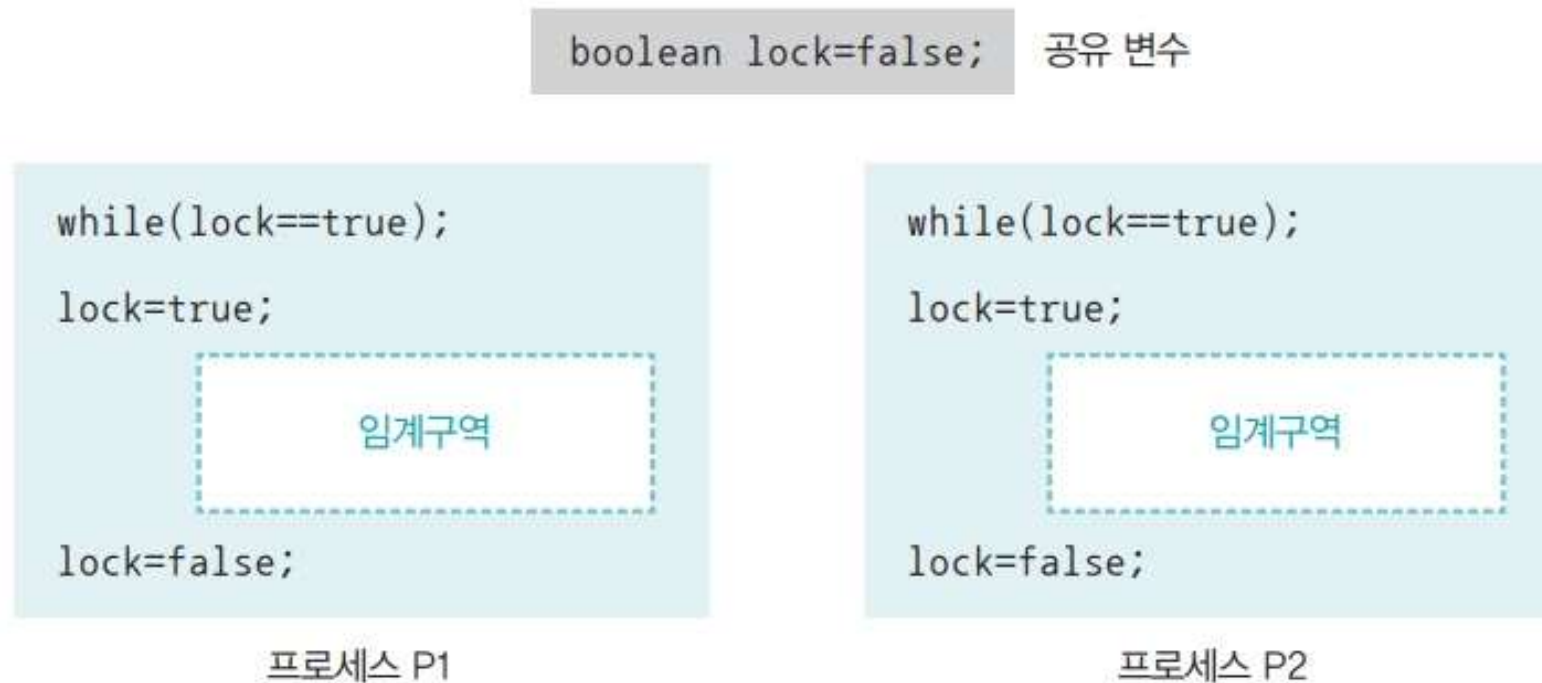 boolean lock=false; 공유 변수
while(lock==true);
lock=true;
임계구역
lock=false;
프로세스 P1
while(lock==true);
lock=true;
임계구역
lock=false;
프로세스 P2